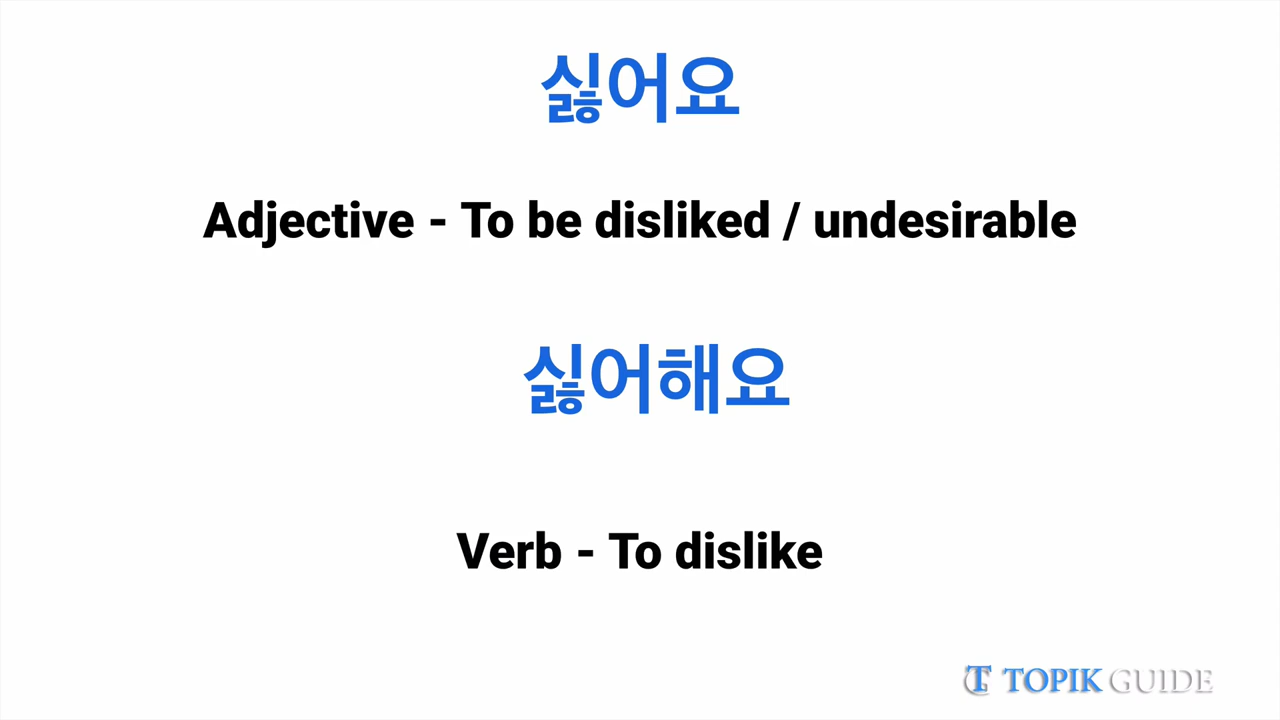 싫어요
Adjective - To be disliked / undesirable
싫어해요
Verb - To dislike
TOPIK GUIDE